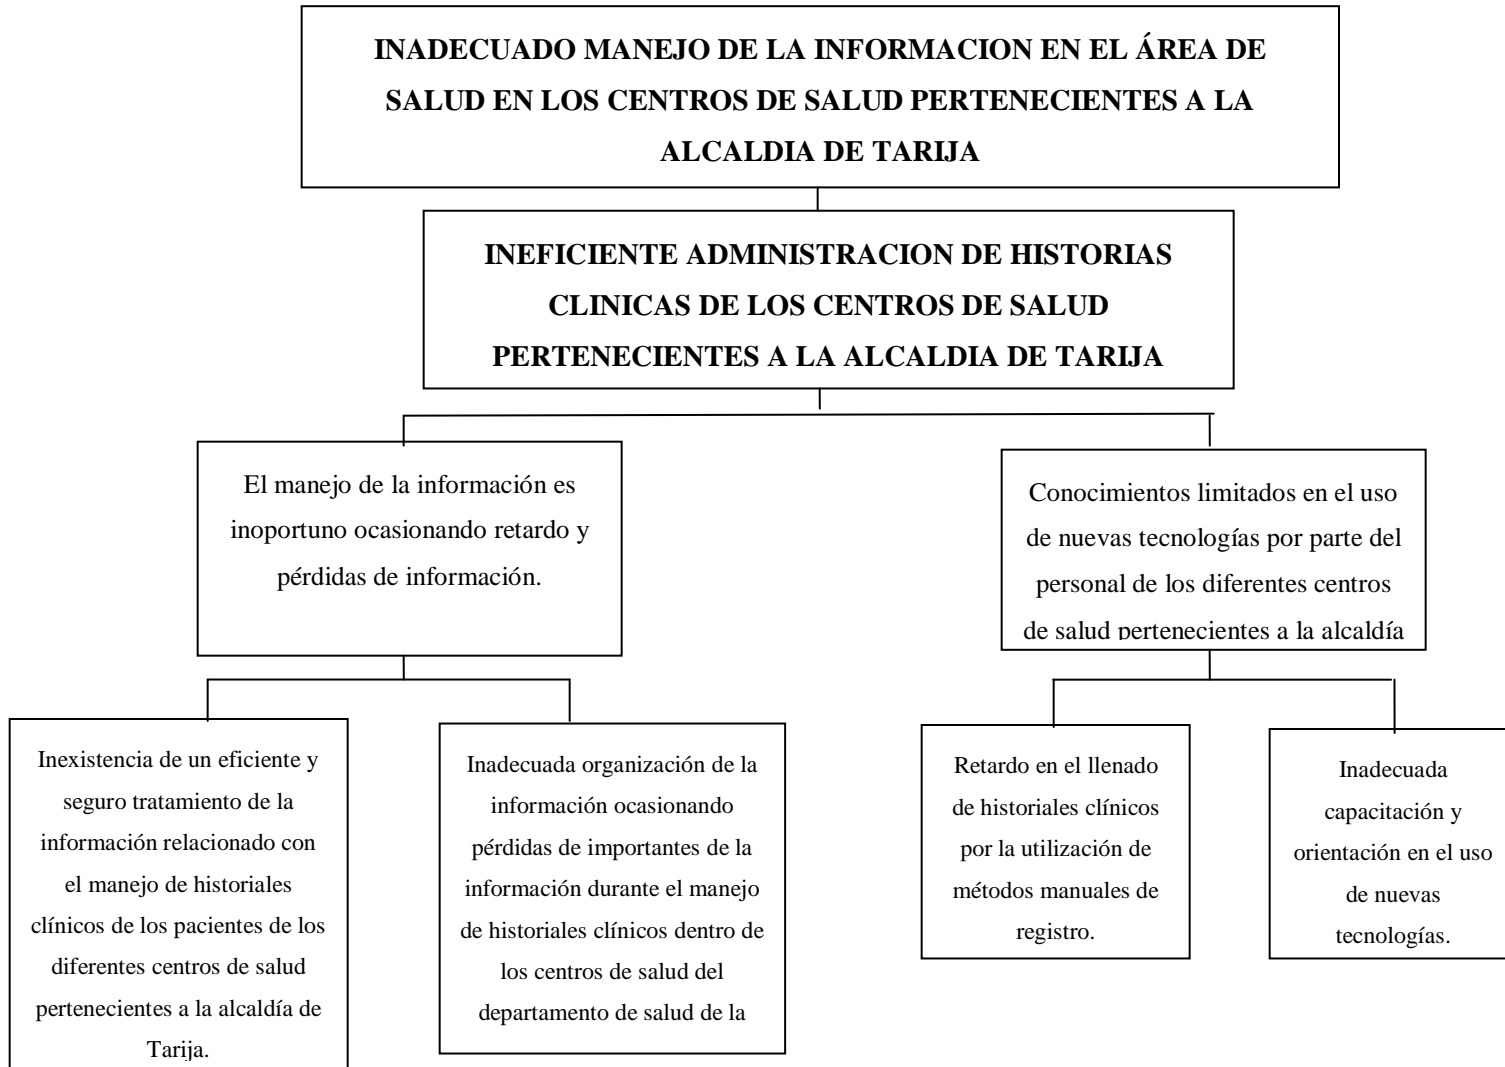 INADECUADO MANEJO DE LA INFORMACION EN EL ÁREA DE
SALUD EN LOS CENTROS DE SALUD PERTENECIENTES A LA
ALCALDIA DE TARIJA
INEFICIENTE ADMINISTRACION DE HISTORIAS
CLINICAS DE LOS CENTROS DE SALUD
PERTENECIENTES A LA ALCALDIA DE TARIJA
El manejo de la información es
inoportuno ocasionando retardo y
pérdidas de información.
Conocimientos limitados en el uso
de nuevas tecnologías por parte del
personal de los diferentes centros
de salud pertenecientes a la alcaldía
Inexistencia de un eficiente y
seguro tratamiento de la
información relacionado con
el manejo de historiales
clínicos de los pacientes de los
diferentes centros de salud
pertenecientes a la alcaldía de
Tarija.
Inadecuada organización de la
información ocasionando
pérdidas de importantes de la
información durante el manejo
de historiales clínicos dentro de
los centros de salud del
departamento de salud de la
Retardo en el llenado
de historiales clínicos
por la utilización de
métodos manuales de
registro.
Inadecuada
capacitación y
orientación en el uso
de nuevas
tecnologías.